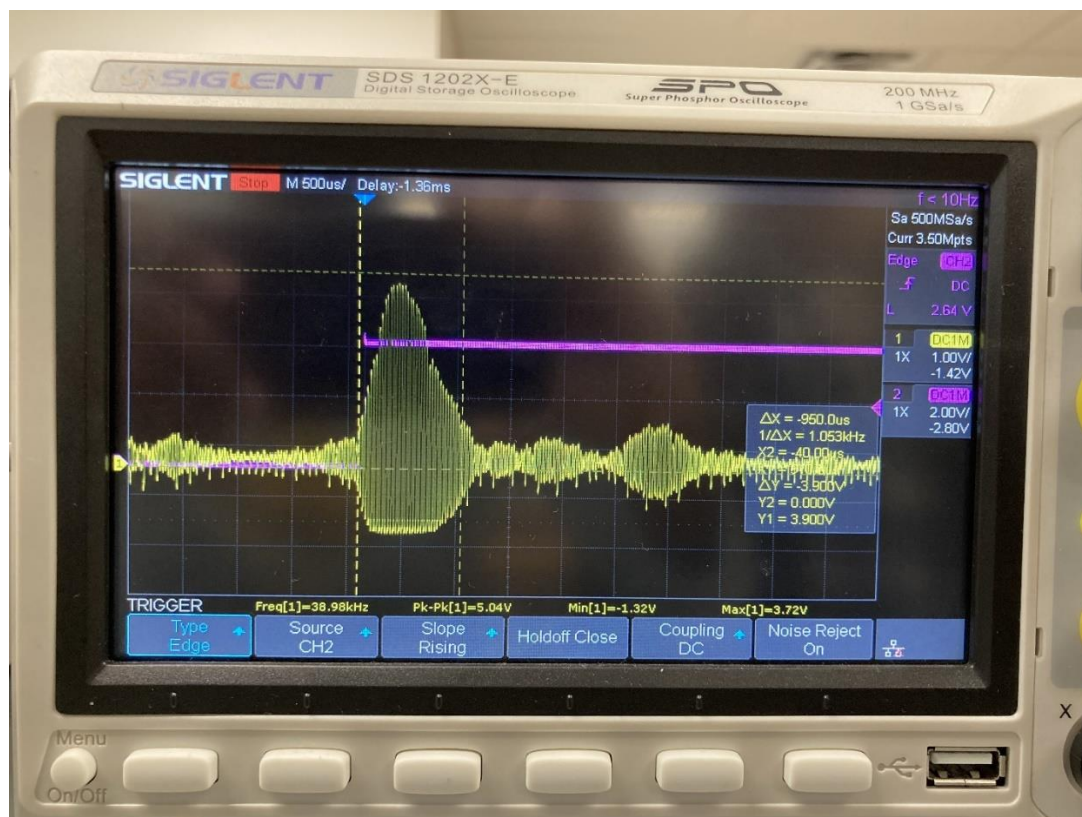 SIGLENT SDS 1202X-E
Digital Storage Oscilloscope
SPO
Super Phosphor Oscilloscope
200 MHz
1 GSa/s
SIGLENT Stop M 500us/ Delay:-1.36ms
f < 10Hz
Sa 500MSa/s
Curr 3.50Mpts
Edge CH2
DC
L 2.64 V
1 DC1M
1X 1.00V/
-1.42V
2 DC1M
1X 2.00V/
-2.80V
1
ΔX = -950.0us
1/ΔX = 1.053kHz
X2 = -40.00us
ΔY = -3.900V
Y2 = 0.000V
Y1 = 3.900V
TRIGGER Freq[1]=38.98kHz Pk-Pk[1]=5.04V Min[1]=-1.32V Max[1]=3.72V
Type Source Slope Holdoff Close Coupling Noise Reject
Edge CH2 Rising DC On
Menu
On/Off
X